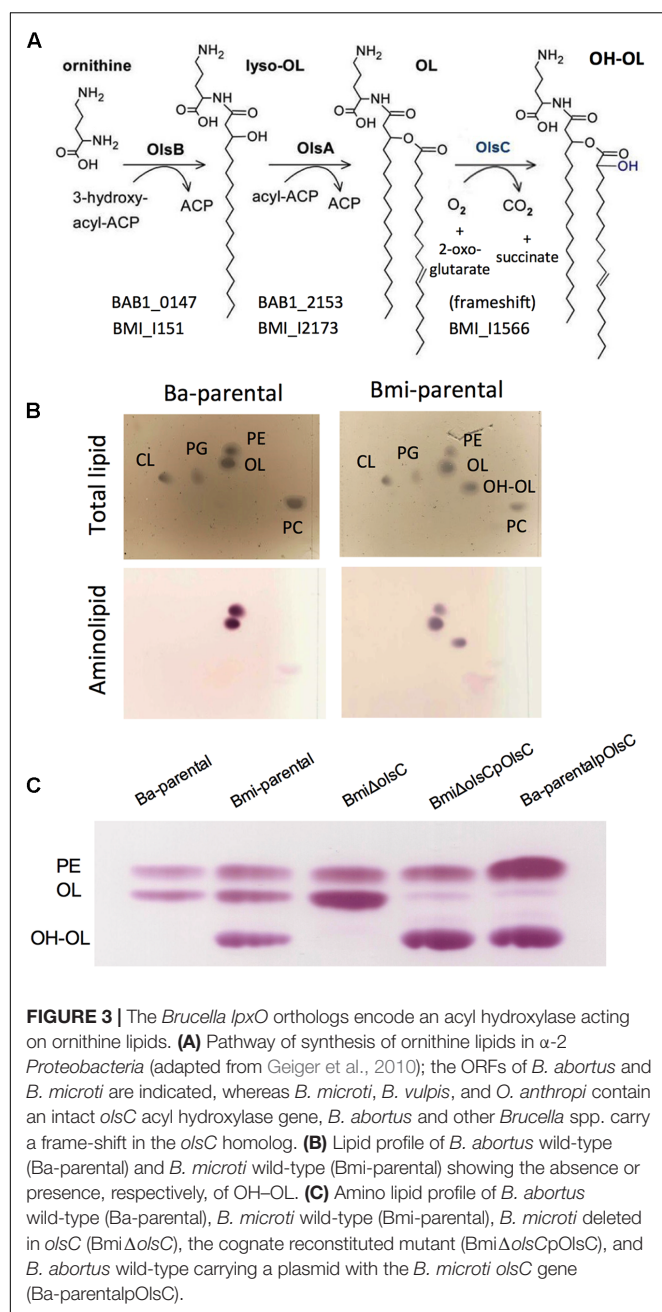 A
ornithine
lyso-OL
OL
OH-OL
NH₂
NH₂
NH₂
NH₂
NH₂
O
OH
OlsB
3-hydroxy-
acyl-ACP
ACP
NH
O
OH
O
OH
OlsA
acyl-ACP
ACP
NH
O
OH
O
O
O
OlsC
O₂
+
2-oxo-
glutarate
CO₂
+
succinate
NH
O
OH
O
O
O
OH
BAB1_0147
BMI_I151
BAB1_2153
BMI_I2173
(frameshift)
BMI_I1566
B
Ba-parental
Bmi-parental
Total lipid
CL
PG
PE
OL
PC
CL
PG
PE
OL
OH-OL
PC
Aminolipid
C
Ba-parental
Bmi-parental
BmiΔolsC
BmiΔolsCpOlsC
Ba-parentalpOlsC
PE
OL
OH-OL
FIGURE 3 | The Brucella lpxO orthologs encode an acyl hydroxylase acting
on ornithine lipids. (A) Pathway of synthesis of ornithine lipids in α-2
Proteobacteria (adapted from Geiger et al., 2010); the ORFs of B. abortus and
B. microti are indicated, whereas B. microti, B. vulpis, and O. anthropi contain
an intact olsC acyl hydroxylase gene, B. abortus and other Brucella spp. carry
a frame-shift in the olsC homolog. (B) Lipid profile of B. abortus wild-type
(Ba-parental) and B. microti wild-type (Bmi-parental) showing the absence or
presence, respectively, of OH–OL. (C) Amino lipid profile of B. abortus
wild-type (Ba-parental), B. microti wild-type (Bmi-parental), B. microti deleted
in olsC (BmiΔolsC), the cognate reconstituted mutant (BmiΔolsCpOlsC), and
B. abortus wild-type carrying a plasmid with the B. microti olsC gene
(Ba-parentalpOlsC).